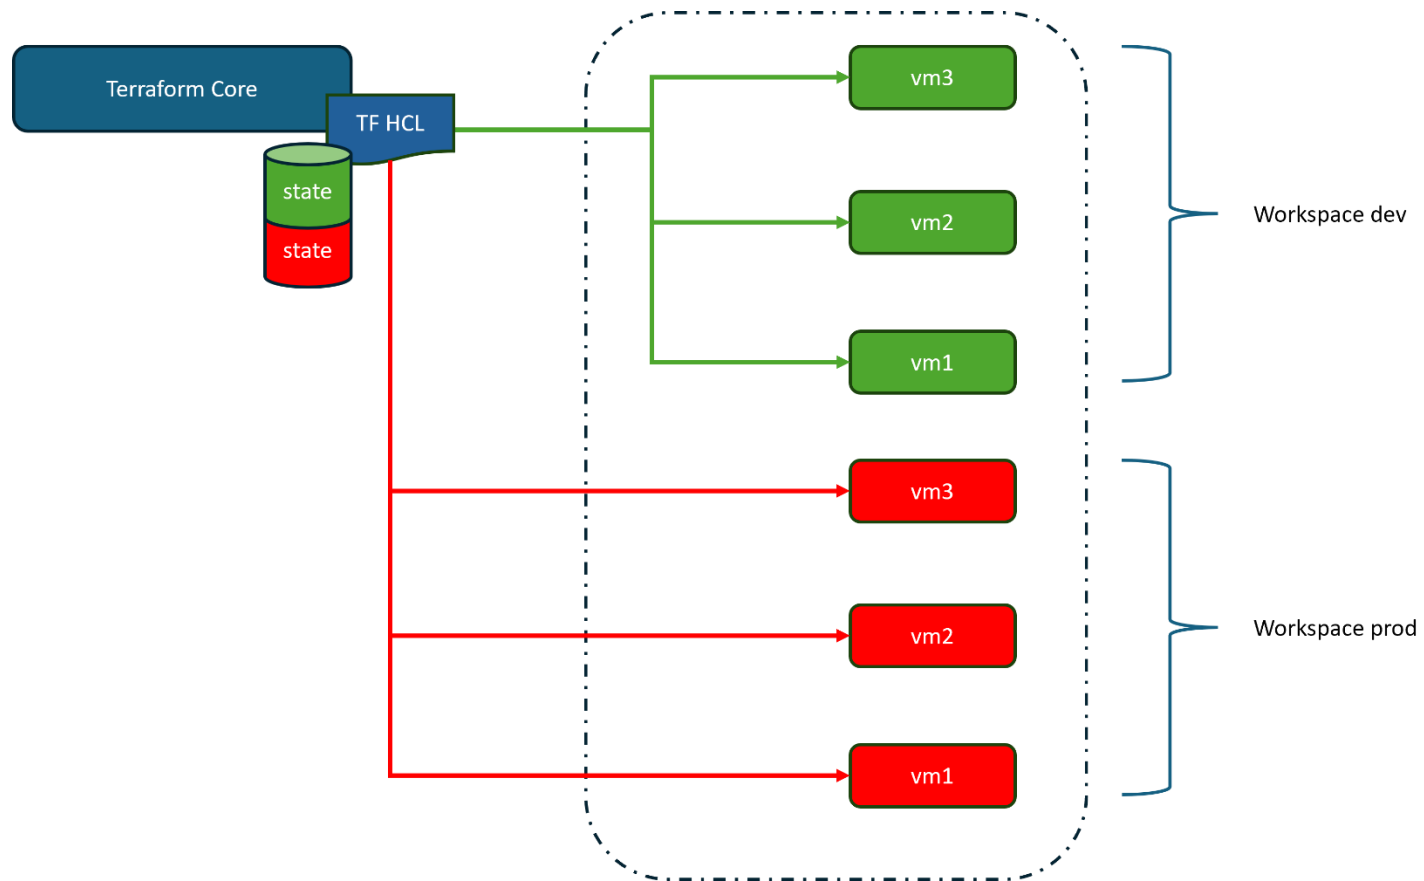 Terraform Core
TF HCL
state
state
vm3
vm2
vm1
Workspace dev
vm3
vm2
vm1
Workspace prod